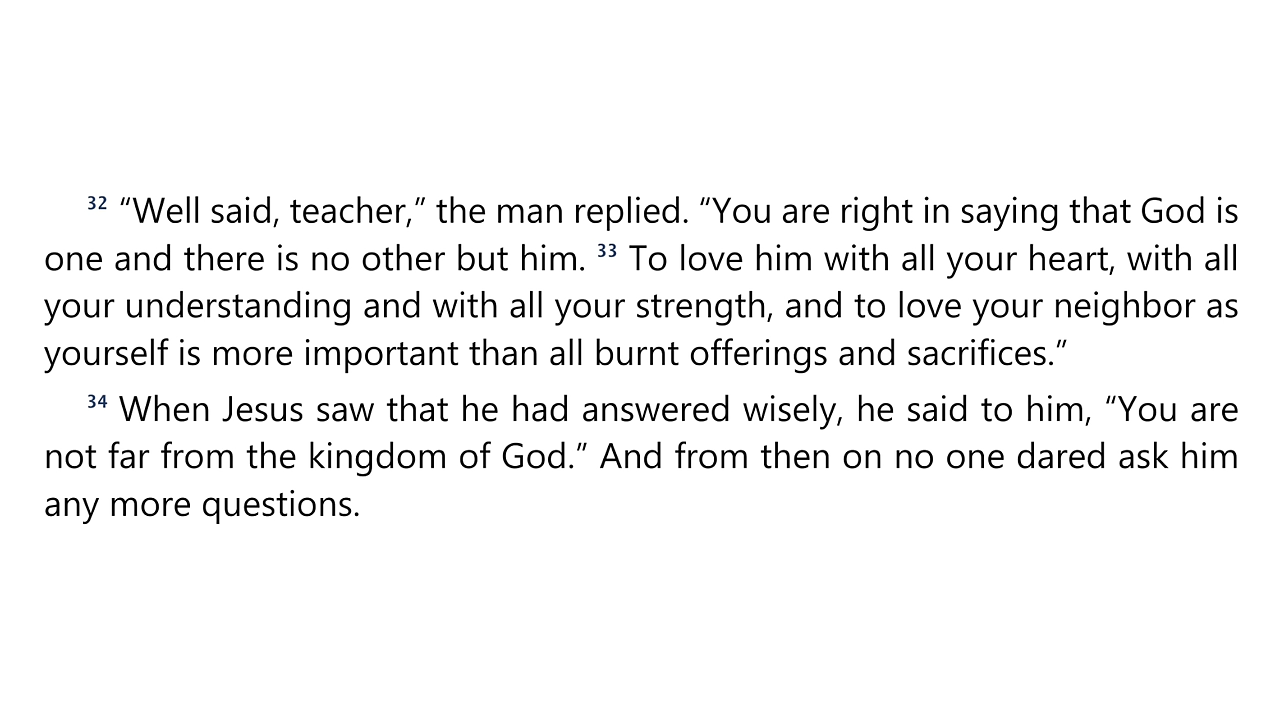 32 “Well said, teacher,” the man replied. “You are right in saying that God is
one and there is no other but him. 33 To love him with all your heart, with all
your understanding and with all your strength, and to love your neighbor as
yourself is more important than all burnt offerings and sacrifices.”
34 When Jesus saw that he had answered wisely, he said to him, “You are
not far from the kingdom of God.” And from then on no one dared ask him
any more questions.